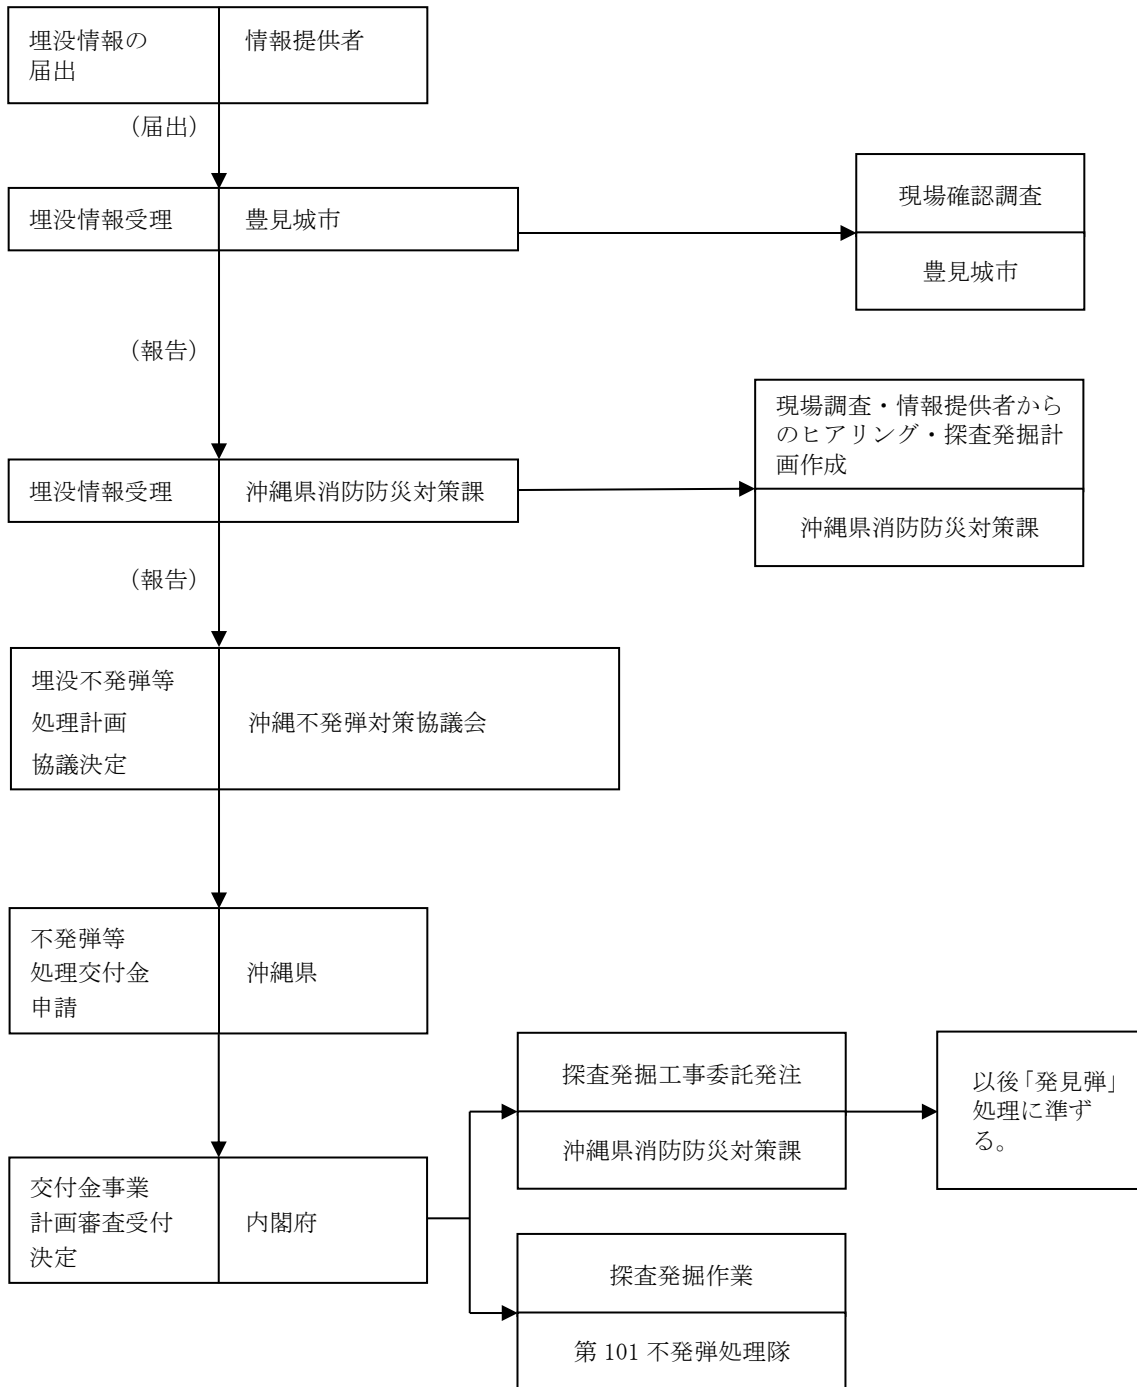 埋没情報の
届出
情報提供者
（届出）
埋没情報受理
豊見城市
現場確認調査
豊見城市
（報告）
現場調査・情報提供者から
のヒアリング・探査発掘計
画作成
埋没情報受理
沖縄県消防防災対策課
沖縄県消防防災対策課
（報告）
埋没不発弾等
処理計画
協議決定
沖縄不発弾対策協議会
不発弾等
処理交付金
申請
沖縄県
探査発掘工事委託発注
沖縄県消防防災対策課
以後「発見弾」
処理に準ず
る。
交付金事業
計画審査受付
決定
内閣府
探査発掘作業
第 101 不発弾処理隊